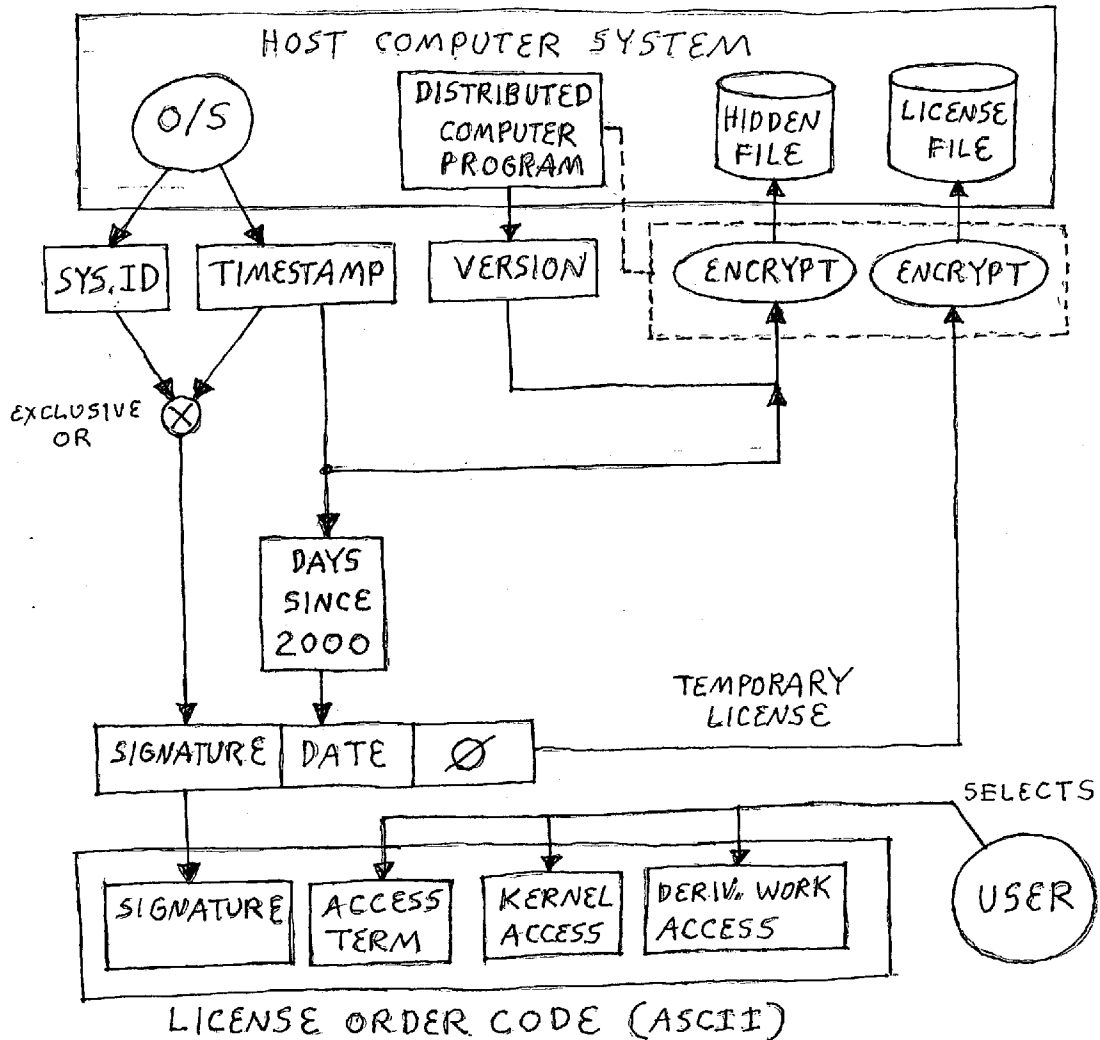 HOST COMPUTER SYSTEM
O/S
DISTRIBUTED
COMPUTER
PROGRAM
HIDDEN
FILE
LICENSE
FILE
SYS.ID
TIMESTAMP
VERSION
ENCRYPT
ENCRYPT
EXCLUSIVE
OR
DAYS
SINCE
2000
TEMPORARY
LICENSE
SIGNATURE
DATE
Ø
SELECTS
SIGNATURE
ACCESS
TERM
KERNEL
ACCESS
DERIV. WORK
ACCESS
USER
LICENSE ORDER CODE (ASCII)